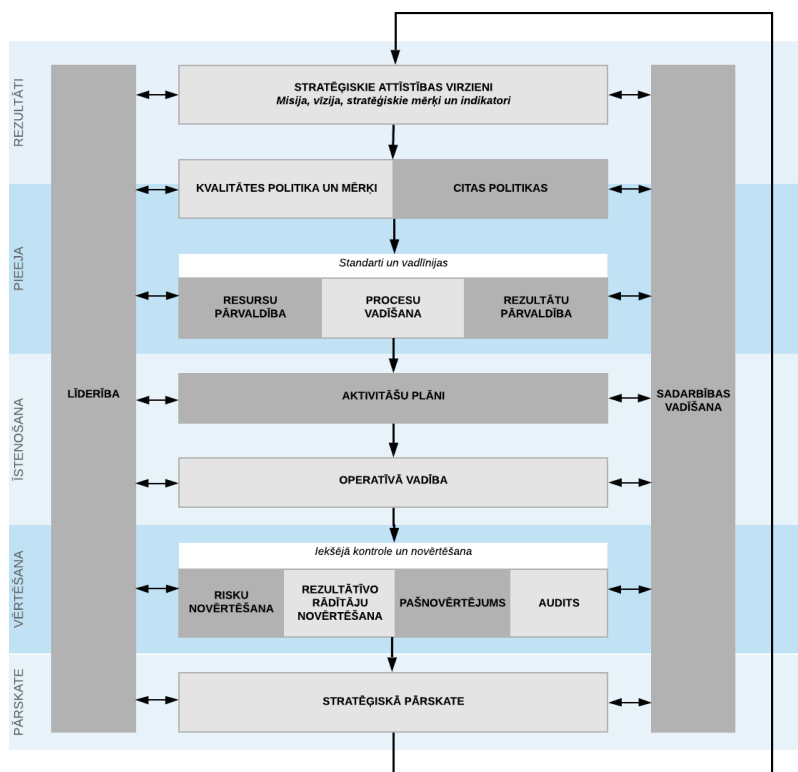 REZULTĀTI
STRATĒĢISKIE ATTĪSTĪBAS VIRZIENI
Misija, vīzija, stratēģiskie mērķi un indikatori
KVALITĀTES POLITIKA UN MĒRĶI
CITAS POLITIKAS
PIEEJA
Standarti un vadlīnijas
RESURSU
PĀRVALDĪBA
PROCESU
VADĪŠANA
REZULTĀTU
PĀRVALDĪBA
LĪDERĪBA
SADARBĪBAS
VADĪŠANA
ĪSTENOŠANA
AKTIVITĀŠU PLĀNI
OPERATĪVĀ VADĪBA
VĒRTĒŠANA
Iekšējā kontrole un novērtēšana
RISKU
NOVĒRTĒŠANA
REZULTĀTĪVO
RĀDĪTĀJU
NOVĒRTĒŠANA
PAŠNOVĒRTĒJUMS
AUDITS
PĀRSKATE
STRATĒĢISKĀ PĀRSKATE